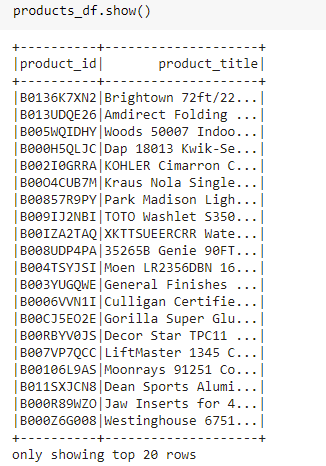 products_df.show()
+----------+--------------------+
|product_id| product_title|
+----------+--------------------+
|B0136K7XN2|Brightown 72ft/22...|
|B013UDQE26|Amdirect Folding ...|
|B005WQIDHY|Woods 50007 Indoo...|
|B000H5QLJC|Dap 18013 Kwik-Se...|
|B002I0GRRA|KOHLER Cimarron C...|
|B0004CUB7M|Kraus Nola Single...|
|B00857R9PY|Park Madison Ligh...|
|B009IJ2NBI|TOTO Washlet S350...|
|B00IZA2TAQ|XKTTSUEERCRR Wate...|
|B008UDP4PA|35265B Genie 90FT...|
|B004TSYJSI|Moen LR2356DBN 16...|
|B003YUGQWE|General Finishes ...|
|B0006VVN1I|Culligan Certifie...|
|B00CJ5EO2E|Gorilla Super Glu...|
|B00RBYV0JS|Decor Star TPC11 ...|
|B007VP7QCC|LiftMaster 1345 C...|
|B00106L9AS|Moonrays 91251 Co...|
|B011SXJCN8|Dean Sports Alumi...|
|B000R89WZO|Jaw Inserts for 4...|
|B000Z6G008|Westinghouse 6751...|
+----------+--------------------+
only showing top 20 rows